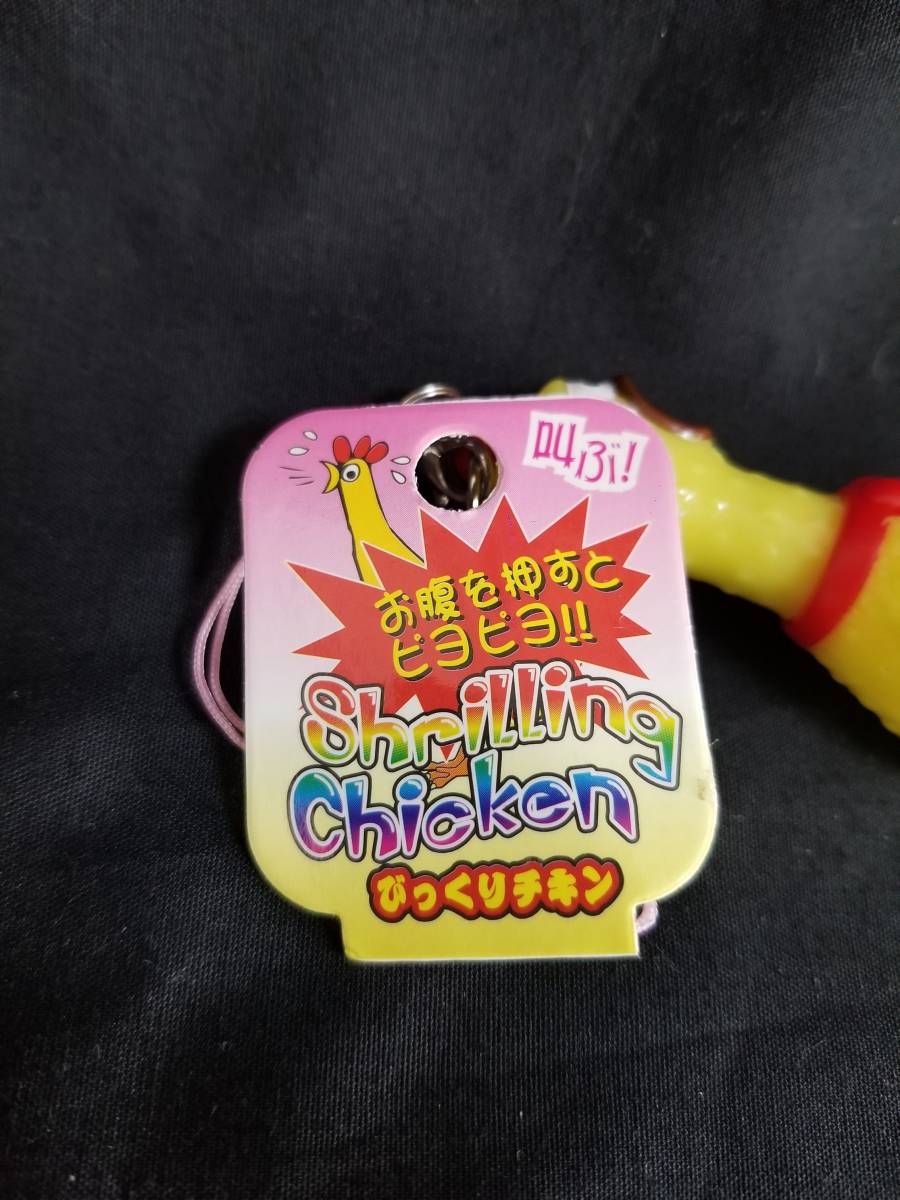 叫ぶ!
お腹を押すと
ピヨピヨ!!
Shrilling
Chicken
びっくりチキン